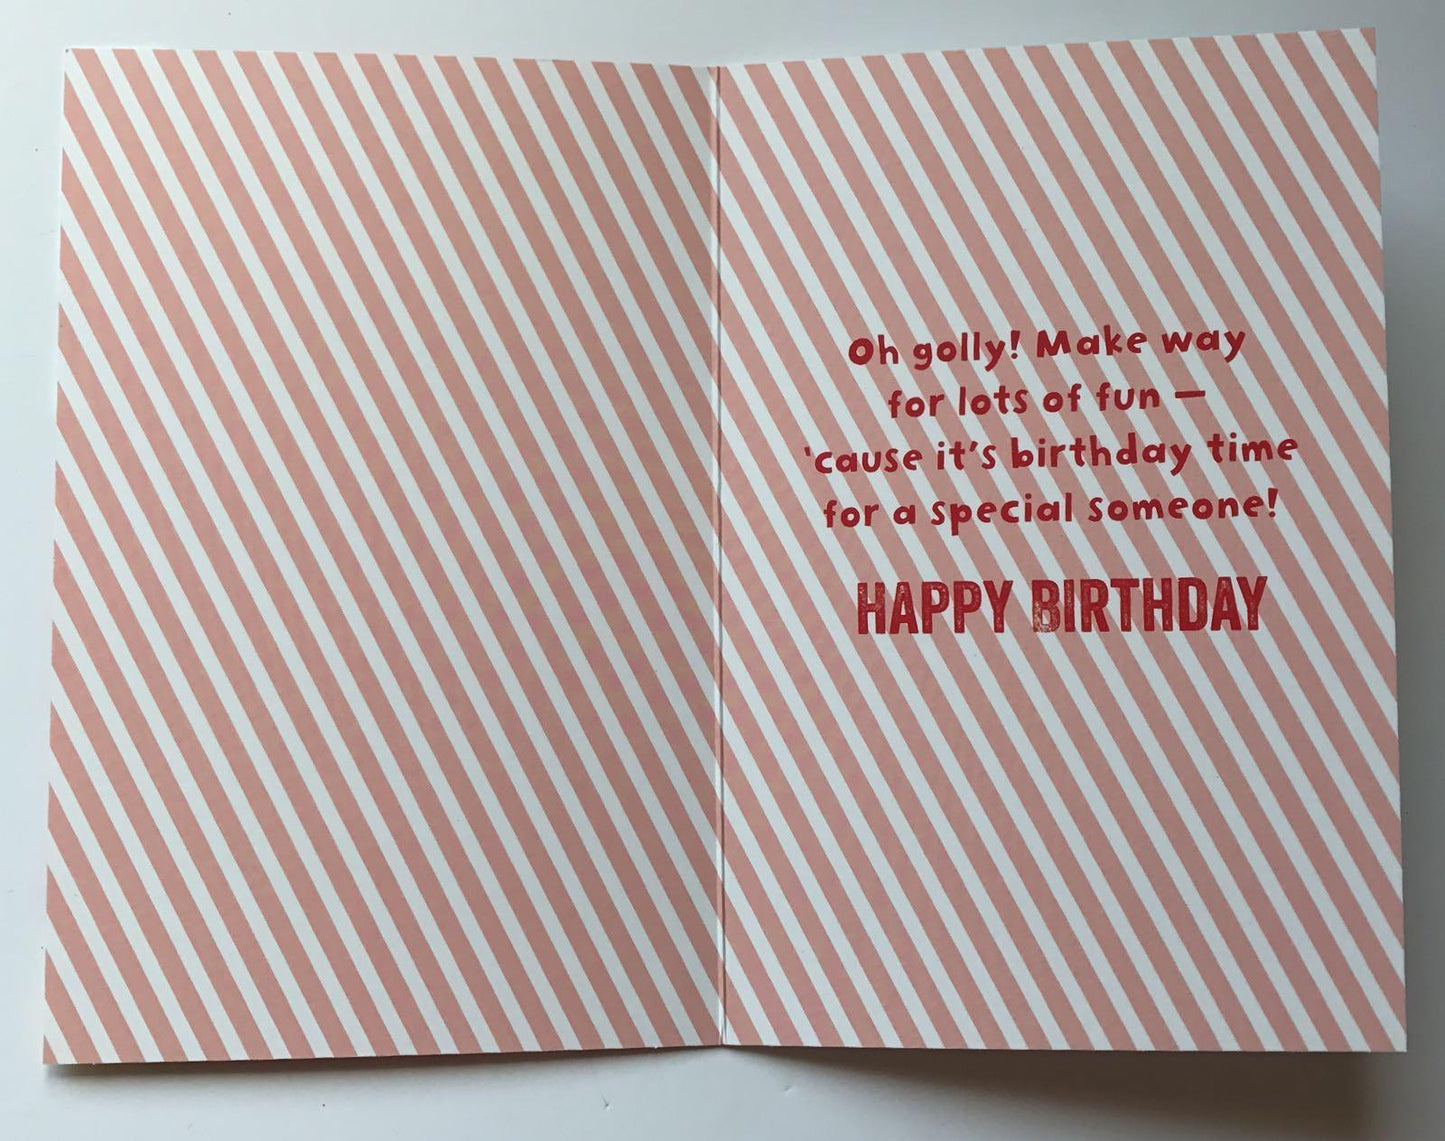 Oh golly! Make way
for lots of fun —
'cause it's birthday time
for a special someone!
HAPPY BIRTHDAY